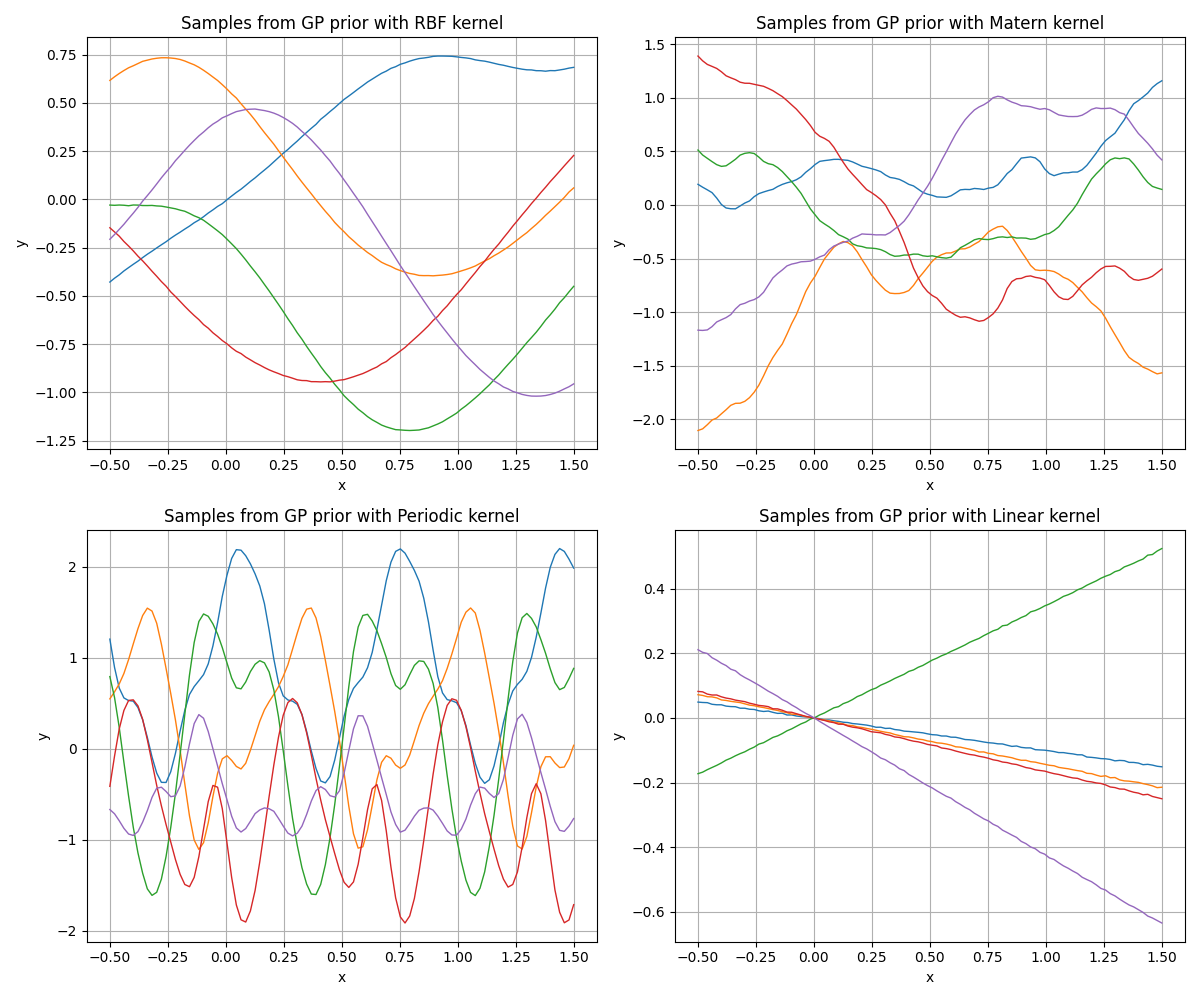 Samples from GP prior with RBF kernel
0.75
0.50
0.25
0.00
−0.25
−0.50
−0.75
−1.00
−1.25
y
−0.50 −0.25 0.00 0.25 0.50 0.75 1.00 1.25 1.50
x
Samples from GP prior with Matern kernel
1.5
1.0
0.5
0.0
−0.5
−1.0
−1.5
−2.0
y
−0.50 −0.25 0.00 0.25 0.50 0.75 1.00 1.25 1.50
x
Samples from GP prior with Periodic kernel
2
1
0
−1
−2
y
−0.50 −0.25 0.00 0.25 0.50 0.75 1.00 1.25 1.50
x
Samples from GP prior with Linear kernel
0.4
0.2
0.0
−0.2
−0.4
−0.6
y
−0.50 −0.25 0.00 0.25 0.50 0.75 1.00 1.25 1.50
x